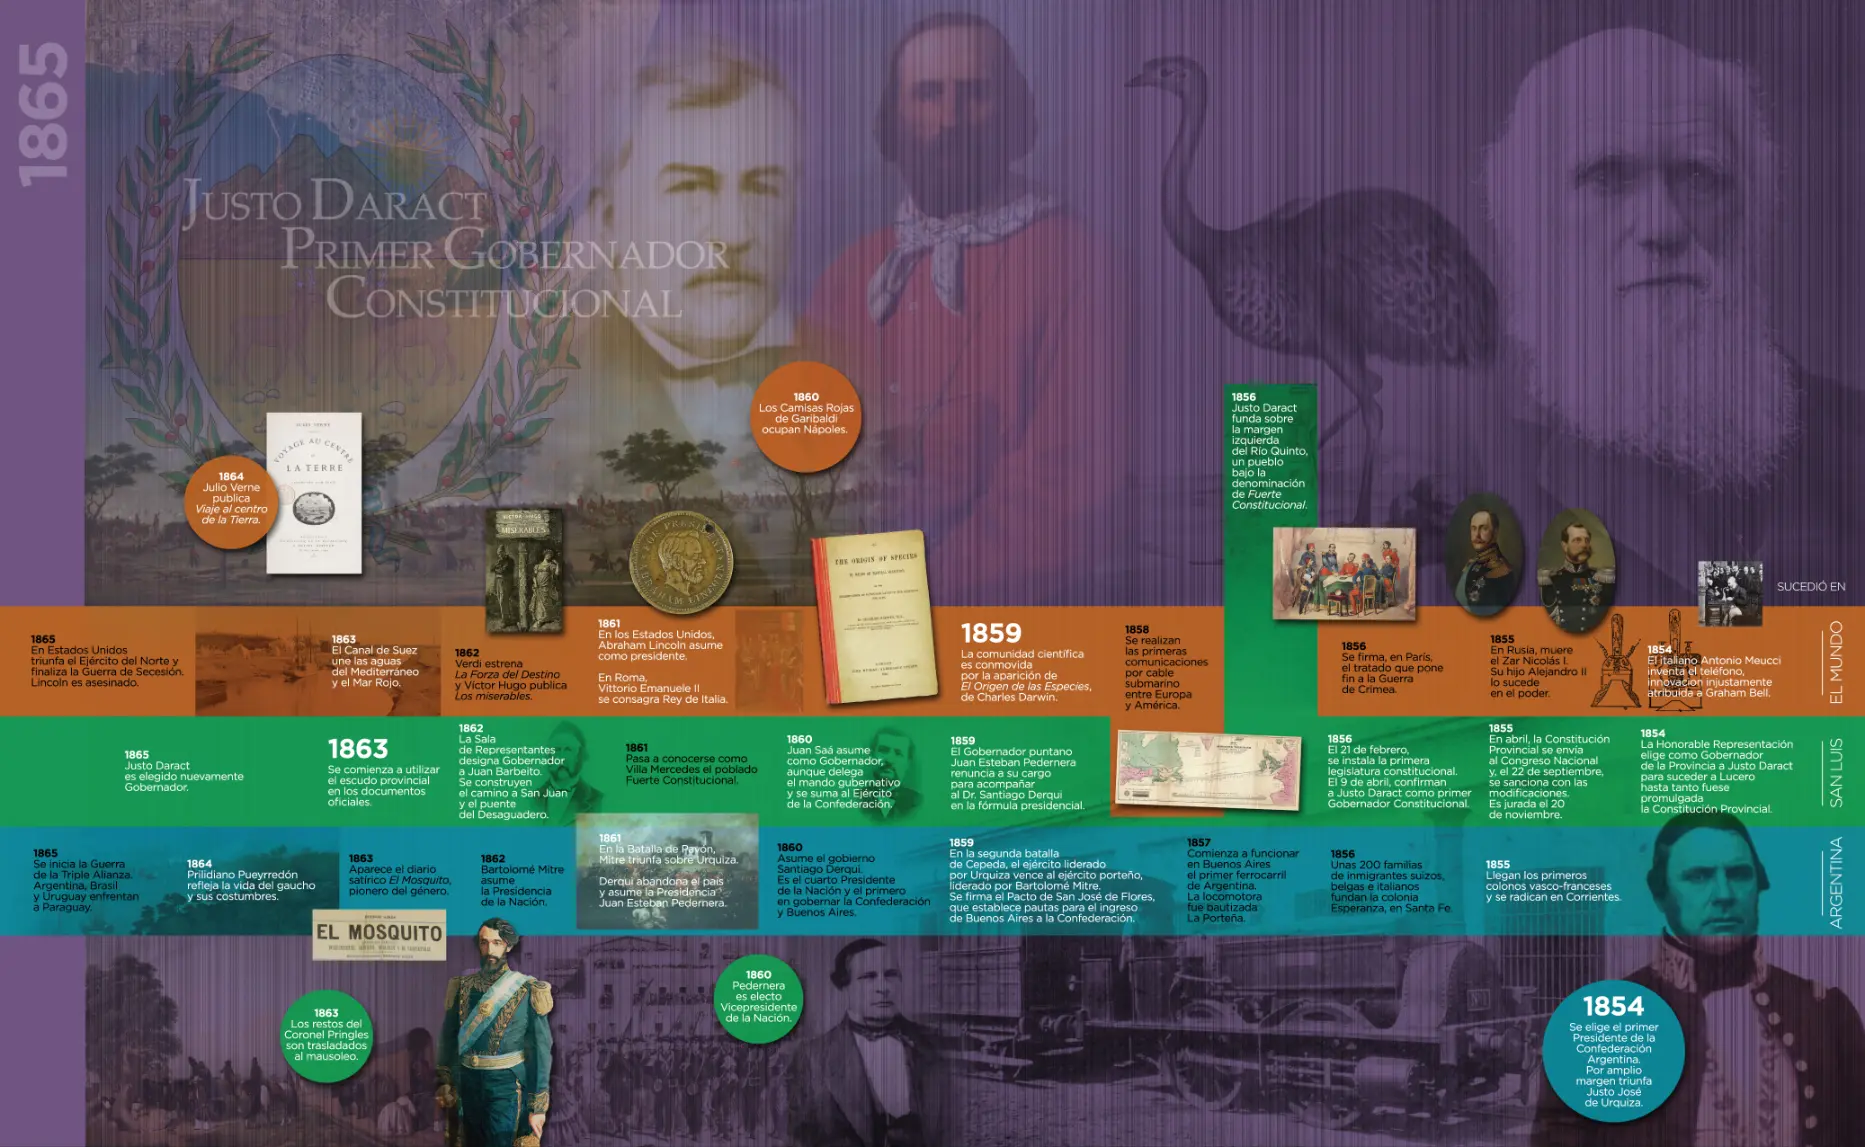 1865
JUSTO DARACT
PRIMER GOBERNADOR
CONSTITUCIONAL
1864
Julio Verne
publica
Viaje al centro
de la Tierra.
VOYAGE AU CENTRE
LA TERRE
MISÉRABLES
1860
Los Camisas Rojas
de Garibaldi
ocupan Nápoles.
THE ORIGIN OF SPECIES
1856
Justo Daract
funda sobre
la margen
izquierda
del Río Quinto,
un pueblo
bajo la
denominación
de Fuerte
Constitucional.
SUCEDIÓ EN
EL MUNDO
1865
En Estados Unidos
triunfa el Ejército del Norte y
finaliza la Guerra de Secesión.
Lincoln es asesinado.
1863
El Canal de Suez
une las aguas
del Mediterráneo
y el Mar Rojo.
1862
Verdi estrena
La Forza del Destino
y Víctor Hugo publica
Los miserables.
1861
En los Estados Unidos,
Abraham Lincoln asume
como presidente.
En Roma,
Vittorio Emanuele II
se consagra Rey de Italia.
1859
La comunidad científica
es conmovida
por la aparición de
El Origen de las Especies,
de Charles Darwin.
1858
Se realizan
las primeras
comunicaciones
por cable
submarino
entre Europa
y América.
1856
Se firma, en París,
el tratado que pone
fin a la Guerra
de Crimea.
1855
En Rusia, muere
el Zar Nicolás I.
Su hijo Alejandro II
lo sucede
en el poder.
1854
El italiano Antonio Meucci
inventa el teléfono,
innovación injustamente
atribuida a Graham Bell.
SAN LUIS
1865
Justo Daract
es elegido nuevamente
Gobernador.
1863
Se comienza a utilizar
el escudo provincial
en los documentos
oficiales.
1862
La Sala
de Representantes
designa Gobernador
a Juan Barbeito.
Se construyen
el camino a San Juan
y el puente
del Desaguadero.
1861
Pasa a conocerse como
Villa Mercedes el poblado
Fuerte Constitucional.
1860
Juan Saá asume
como Gobernador,
aunque delega
el mando gubernativo
y se suma al Ejército
de la Confederación.
1859
El Gobernador puntano
Juan Esteban Pedernera
renuncia a su cargo
para acompañar
al Dr. Santiago Derqui
en la fórmula presidencial.
1856
El 21 de febrero,
se instala la primera
legislatura constitucional.
El 9 de abril, confirman
a Justo Daract como primer
Gobernador Constitucional.
1855
En abril, la Constitución
Provincial se envía
al Congreso Nacional
y, el 22 de septiembre,
se sanciona con las
modificaciones.
Es jurada el 20
de noviembre.
1854
La Honorable Representación
elige como Gobernador
de la Provincia a Justo Daract
para suceder a Lucero
hasta tanto fuese
promulgada
la Constitución Provincial.
ARGENTINA
1865
Se inicia la Guerra
de la Triple Alianza.
Argentina, Brasil
y Uruguay enfrentan
a Paraguay.
1864
Prilidiano Pueyrredón
refleja la vida del gaucho
y sus costumbres.
1863
Aparece el diario
satírico El Mosquito,
pionero del género.
1862
Bartolomé Mitre
asume
la Presidencia
de la Nación.
1861
En la Batalla de Pavón,
Mitre triunfa sobre Urquiza.
Derqui abandona el país
y asume la Presidencia
Juan Esteban Pedernera.
1860
Asume el gobierno
Santiago Derqui.
Es el cuarto Presidente
de la Nación y el primero
en gobernar la Confederación
y Buenos Aires.
1859
En la segunda batalla
de Cepeda, el ejército liderado
por Urquiza vence al ejército porteño,
liderado por Bartolomé Mitre.
Se firma el Pacto de San José de Flores,
que establece pautas para el ingreso
de Buenos Aires a la Confederación.
1857
Comienza a funcionar
en Buenos Aires
el primer ferrocarril
de Argentina.
La locomotora
fue bautizada
La Porteña.
1856
Unas 200 familias
de inmigrantes suizos,
belgas e italianos
fundan la colonia
Esperanza, en Santa Fe.
1855
Llegan los primeros
colonos vasco-franceses
y se radican en Corrientes.
EL MOSQUITO
1863
Los restos del
Coronel Pringles
son trasladados
al mausoleo.
1860
Pedernera
es electo
Vicepresidente
de la Nación.
1854
Se elige el primer
Presidente de la
Confederación
Argentina.
Por amplio
margen triunfa
Justo José
de Urquiza.